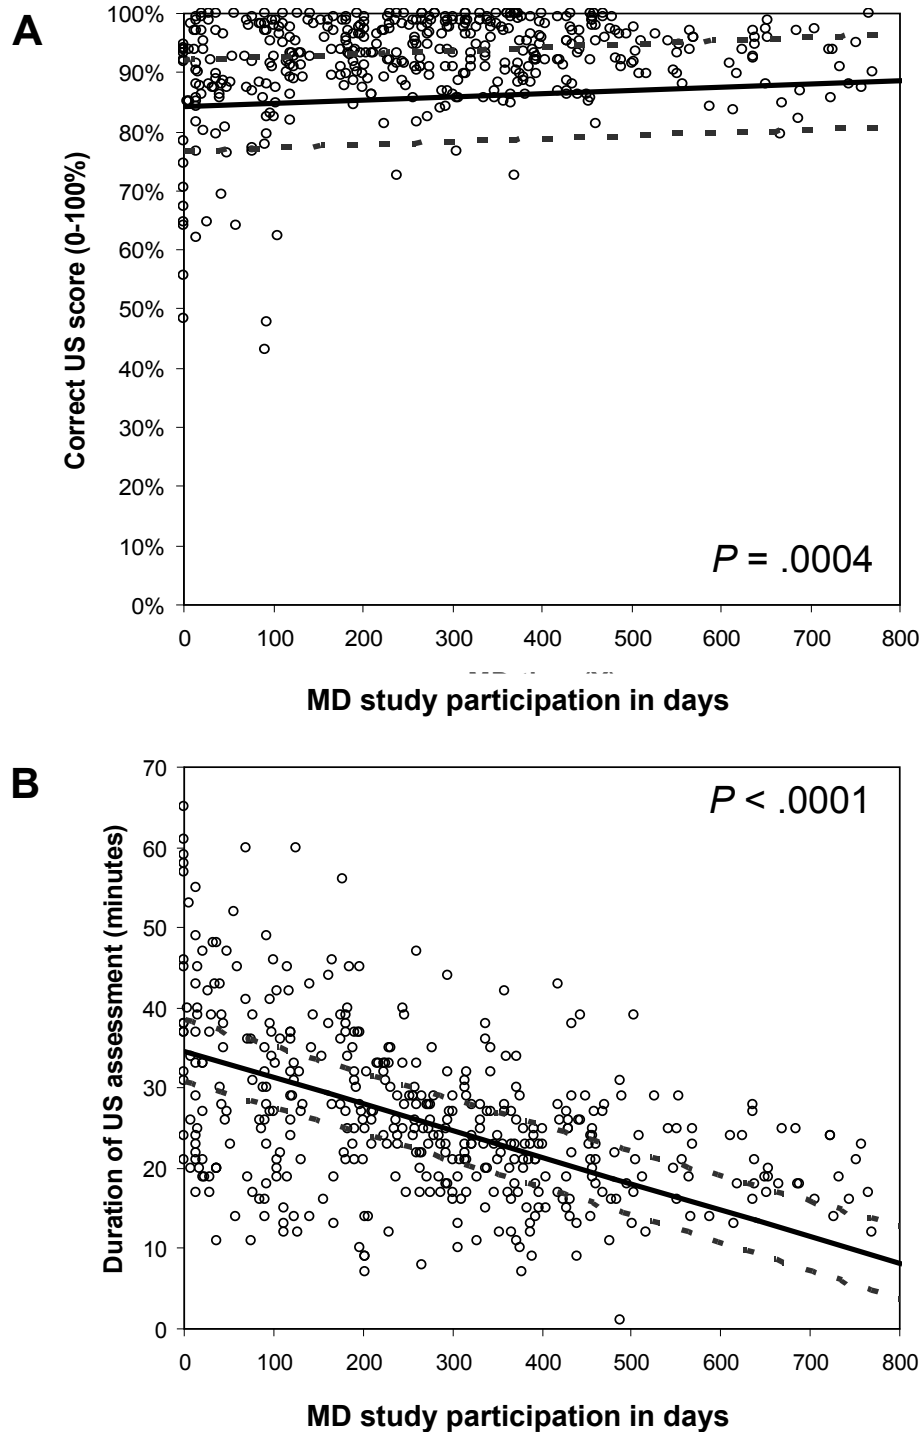 A
Correct US score (0-100%)
100%
90%
80%
70%
60%
50%
40%
30%
20%
10%
0%
P = .0004
0 100 200 300 400 500 600 700 800
MD study participation in days
B
Duration of US assessment (minutes)
70
60
50
40
30
20
10
0
P < .0001
0 100 200 300 400 500 600 700 800
MD study participation in days